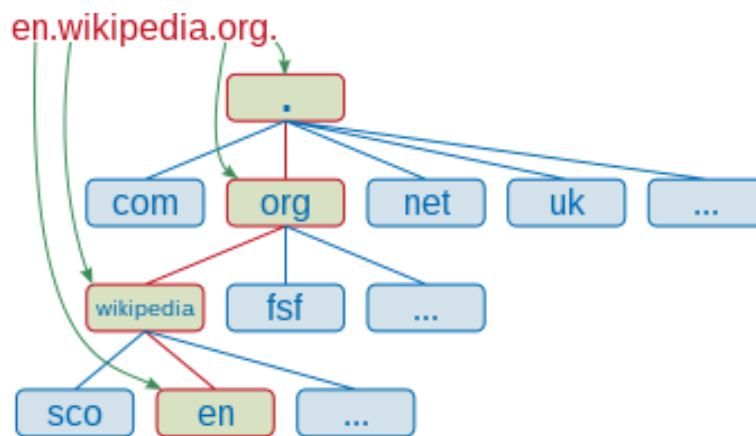 en.wikipedia.org.
.
com org net uk ...
wikipedia fsf ...
sco en ...